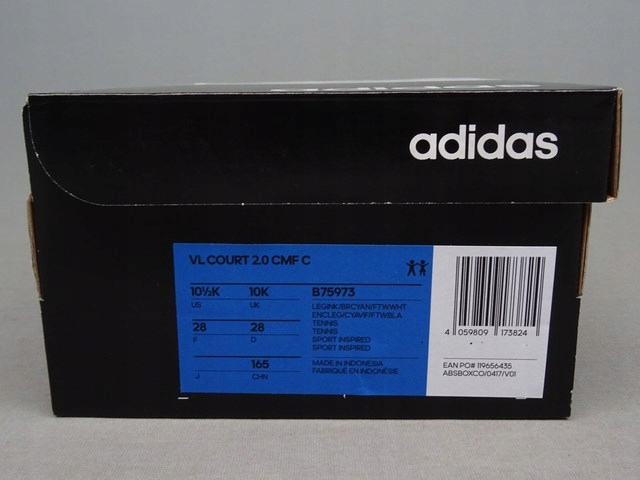 adidas
VL COURT 2.0 CMF C
10½K 10K B75973
US UK
LEGINK/BRCYAN/FTWWHT
ENCLEG/CYAVIF/FTWBLA
28 28 TENNIS
F D TENNIS
SPORT INSPIRED
SPORT INSPIRED
165 MADE IN INDONESIA
J CHN FABRIQUÉ EN INDONÉSIE
4 059809 173824
EAN PO# 119656435
ABSBOXCO/0417/V01